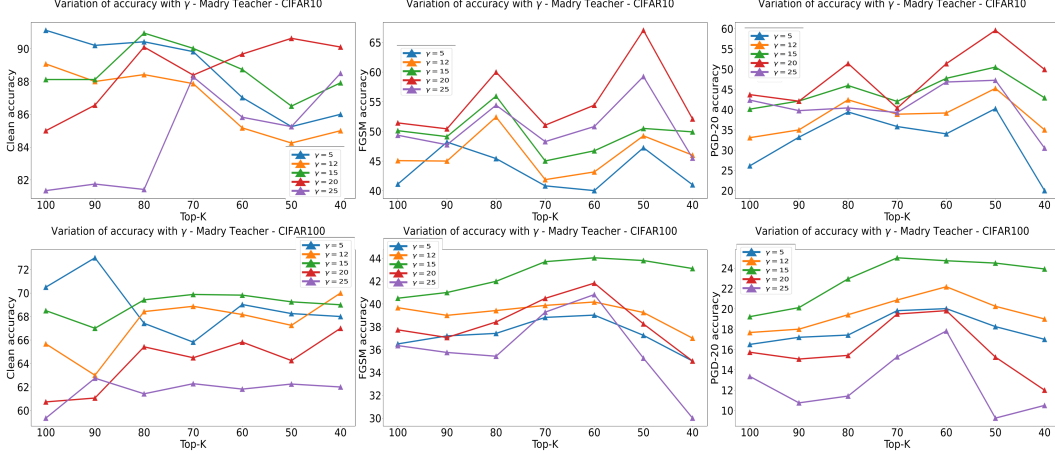 Variation of accuracy with γ - Madry Teacher - CIFAR10
Clean accuracy
90
88
86
84
82
γ = 5
γ = 12
γ = 15
γ = 20
γ = 25
100 90 80 70 60 50 40
Top-K
Variation of accuracy with γ - Madry Teacher - CIFAR10
FGSM accuracy
65
60
55
50
45
40
γ = 5
γ = 12
γ = 15
γ = 20
γ = 25
100 90 80 70 60 50 40
Top-K
Variation of accuracy with γ - Madry Teacher - CIFAR10
PGD-20 accuracy
60
55
50
45
40
35
30
25
20
γ = 5
γ = 12
γ = 15
γ = 20
γ = 25
100 90 80 70 60 50 40
Top-K
Variation of accuracy with γ - Madry Teacher - CIFAR100
Clean accuracy
72
70
68
66
64
62
60
γ = 5
γ = 12
γ = 15
γ = 20
γ = 25
100 90 80 70 60 50 40
Top-K
Variation of accuracy with γ - Madry Teacher - CIFAR100
FGSM accuracy
44
42
40
38
36
34
32
30
γ = 5
γ = 12
γ = 15
γ = 20
γ = 25
100 90 80 70 60 50 40
Top-K
Variation of accuracy with γ - Madry Teacher - CIFAR100
PGD-20 accuracy
24
22
20
18
16
14
12
10
γ = 5
γ = 12
γ = 15
γ = 20
γ = 25
100 90 80 70 60 50 40
Top-K